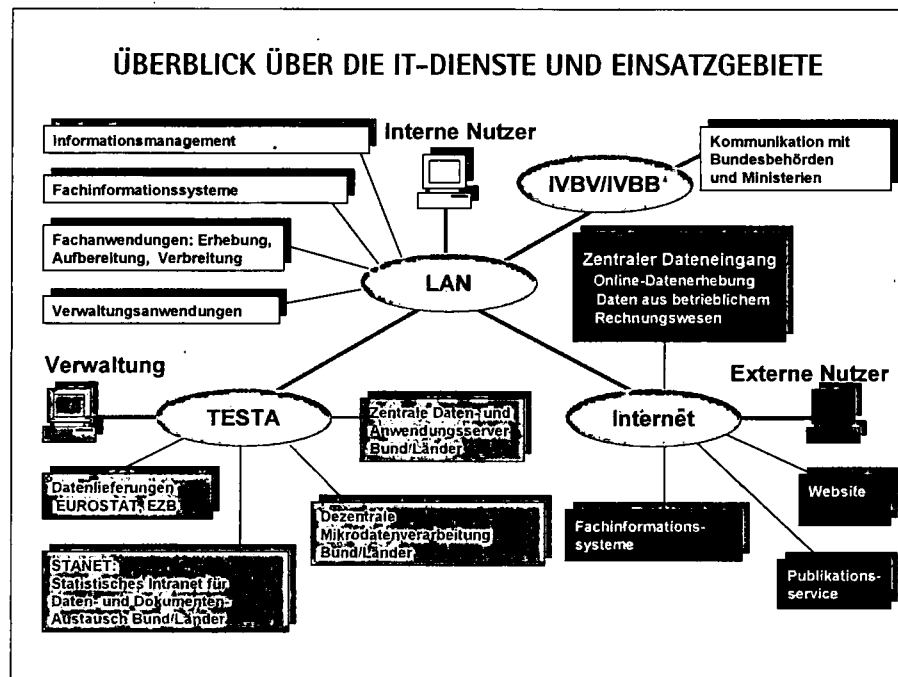 ÜBERBLICK ÜBER DIE IT-DIENSTE UND EINSATZGEBIETE
Informationsmanagement
Interne Nutzer
Kommunikation mit
Bundesbehörden
und Ministerien
IVBV/IVBB
Fachinformationssysteme
Fachanwendungen: Erhebung,
Aufbereitung, Verbreitung
Zentraler Dateneingang
Online-Datenerhebung
Daten aus betrieblichem
Rechnungswesen
LAN
Verwaltungsanwendungen
Verwaltung
Externe Nutzer
TESTA
Zentrale Daten- und
Anwendungsserver
Bund/Länder
Internet
Datenlieferungen
EUROSTAT, EZB
Website
Dezentrale
Mikrodatenverarbeitung
Bund/Länder
Fachinformations-
systeme
STANET:
Statistisches Intranet für
Daten- und Dokumenten-
Austausch Bund/Länder
Publikations-
service